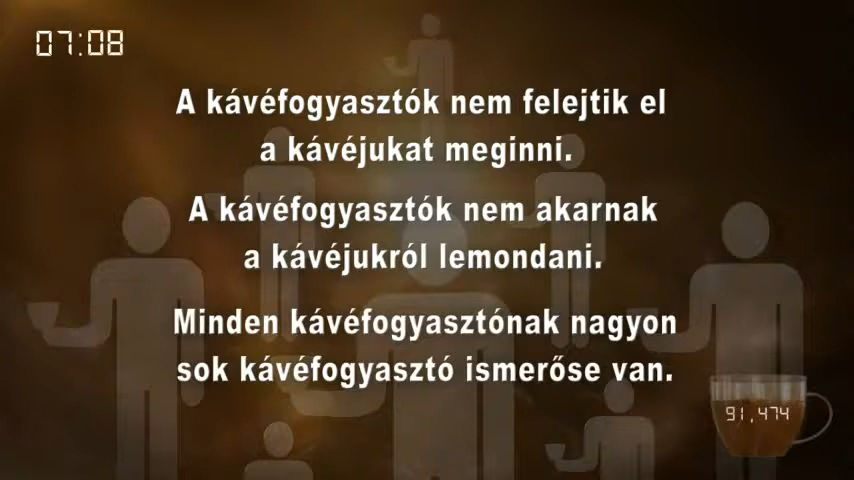 07:08
A kávéfogyasztók nem felejtik el
a kávéjukat meginni.
A kávéfogyasztók nem akarnak
a kávéjukról lemondani.
Minden kávéfogyasztónak nagyon
sok kávéfogyasztó ismerőse van.
91,474